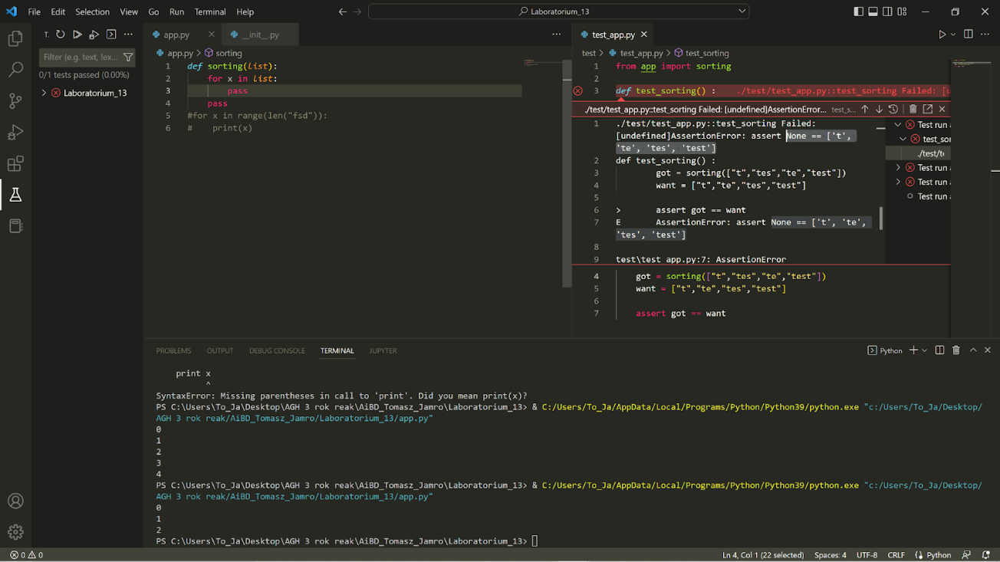 File Edit Selection View Go Run Terminal Help
Laboratorium_13
T.
Filter (e.g. text, !ex...
0/1 tests passed (0.00%)
Laboratorium_13
app.py
__init__.py
app.py > sorting
1 def sorting(list):
2     for x in list:
3         pass
4     pass
5 #for x in range(len("fsd")):
6 #    print(x)
test_app.py
test > test_app.py > test_sorting
1 from app import sorting
2
3 def test_sorting() :    ./test/test_app.py::test_sorting Failed: [u
./test/test_app.py::test_sorting Failed: [undefined]AssertionError... test_s...
1 ./test/test_app.py::test_sorting Failed:
[undefined]AssertionError: assert None == ['t',
'te', 'tes', 'test']
2 def test_sorting() :
3         got = sorting(["t","tes","te","test"])
4         want = ["t","te","tes","test"]
5
6 >       assert got == want
7 E       AssertionError: assert None == ['t', 'te',
'tes', 'test']
8
9 test\test_app.py:7: AssertionError
Test run
test_sor
./test/te
Test run
Test run
Test run
4     got = sorting(["t","tes","te","test"])
5     want = ["t","te","tes","test"]
6
7     assert got == want
PROBLEMS OUTPUT DEBUG CONSOLE TERMINAL JUPYTER
Python
    print x
          ^
SyntaxError: Missing parentheses in call to 'print'. Did you mean print(x)?
PS C:\Users\To_Ja\Desktop\AGH 3 rok reak\AiBD_Tomasz_Jamro\Laboratorium_13> & C:/Users/To_Ja/AppData/Local/Programs/Python/Python39/python.exe "c:/Users/To_Ja/Desktop/
AGH 3 rok reak/AiBD_Tomasz_Jamro/Laboratorium_13/app.py"
0
1
2
3
4
PS C:\Users\To_Ja\Desktop\AGH 3 rok reak\AiBD_Tomasz_Jamro\Laboratorium_13> & C:/Users/To_Ja/AppData/Local/Programs/Python/Python39/python.exe "c:/Users/To_Ja/Desktop/
AGH 3 rok reak/AiBD_Tomasz_Jamro/Laboratorium_13/app.py"
0
1
2
PS C:\Users\To_Ja\Desktop\AGH 3 rok reak\AiBD_Tomasz_Jamro\Laboratorium_13>
0 0 Ln 4, Col 1 (22 selected) Spaces: 4 UTF-8 CRLF Python